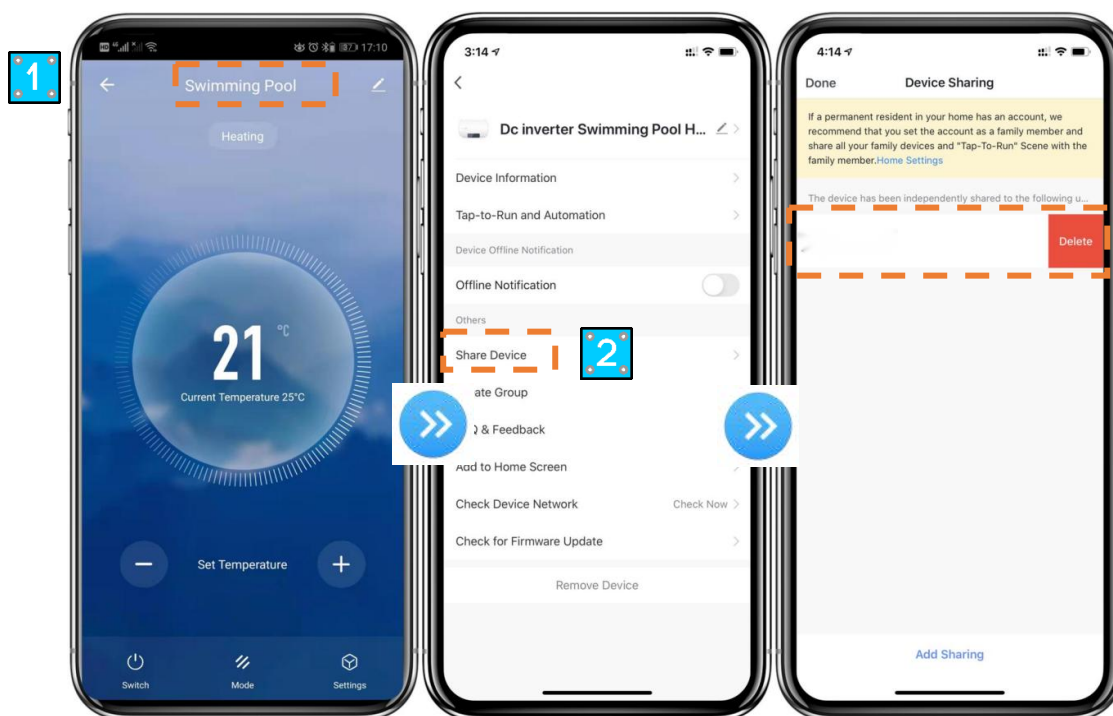 1
17:10
Swimming Pool
Heating
21 °C
Current Temperature 25°C
Set Temperature
Switch
Mode
Settings
3:14
Dc inverter Swimming Pool H...
Device Information
Tap-to-Run and Automation
Device Offline Notification
Offline Notification
Others
Share Device
2
ate Group
& Feedback
Add to Home Screen
Check Device Network Check Now
Check for Firmware Update
Remove Device
4:14
Done Device Sharing
If a permanent resident in your home has an account, we
recommend that you set the account as a family member and
share all your family devices and "Tap-To-Run" Scene with the
family member.Home Settings
The device has been independently shared to the following u...
Delete
Add Sharing